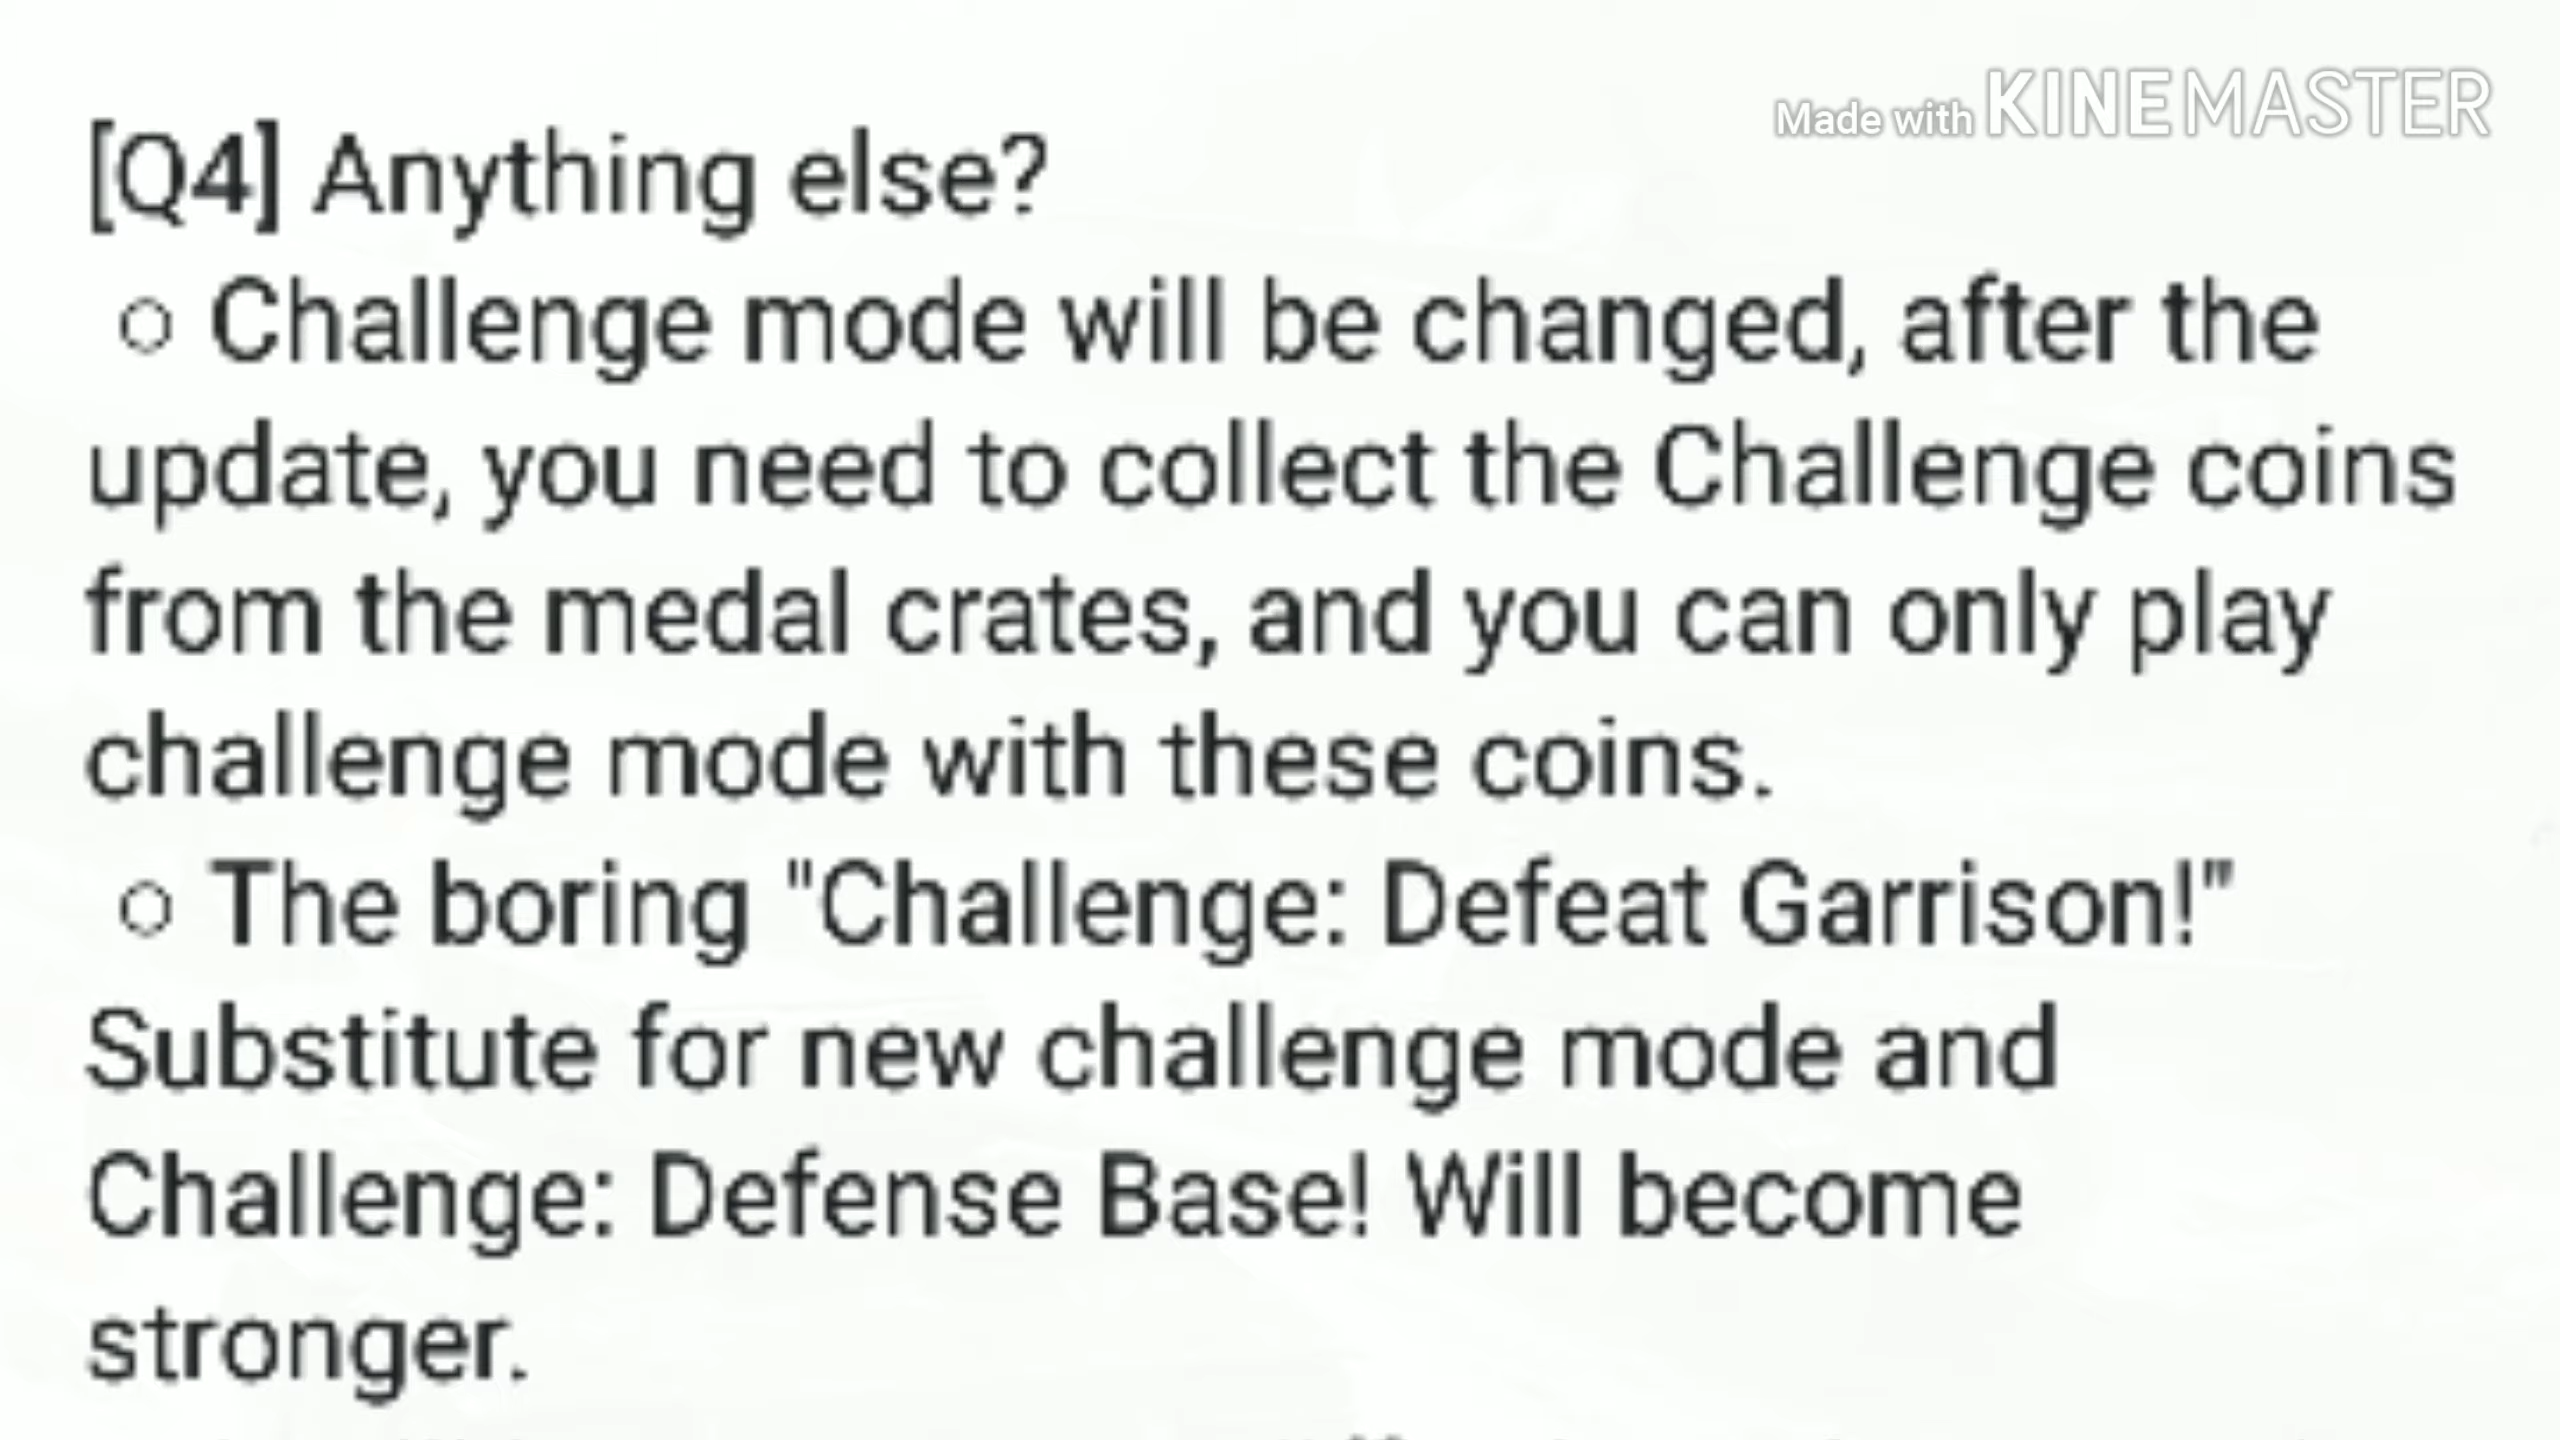 Made with KINEMASTER
[Q4] Anything else?
○ Challenge mode will be changed, after the
update, you need to collect the Challenge coins
from the medal crates, and you can only play
challenge mode with these coins.
○ The boring "Challenge: Defeat Garrison!"
Substitute for new challenge mode and
Challenge: Defense Base! Will become
stronger.